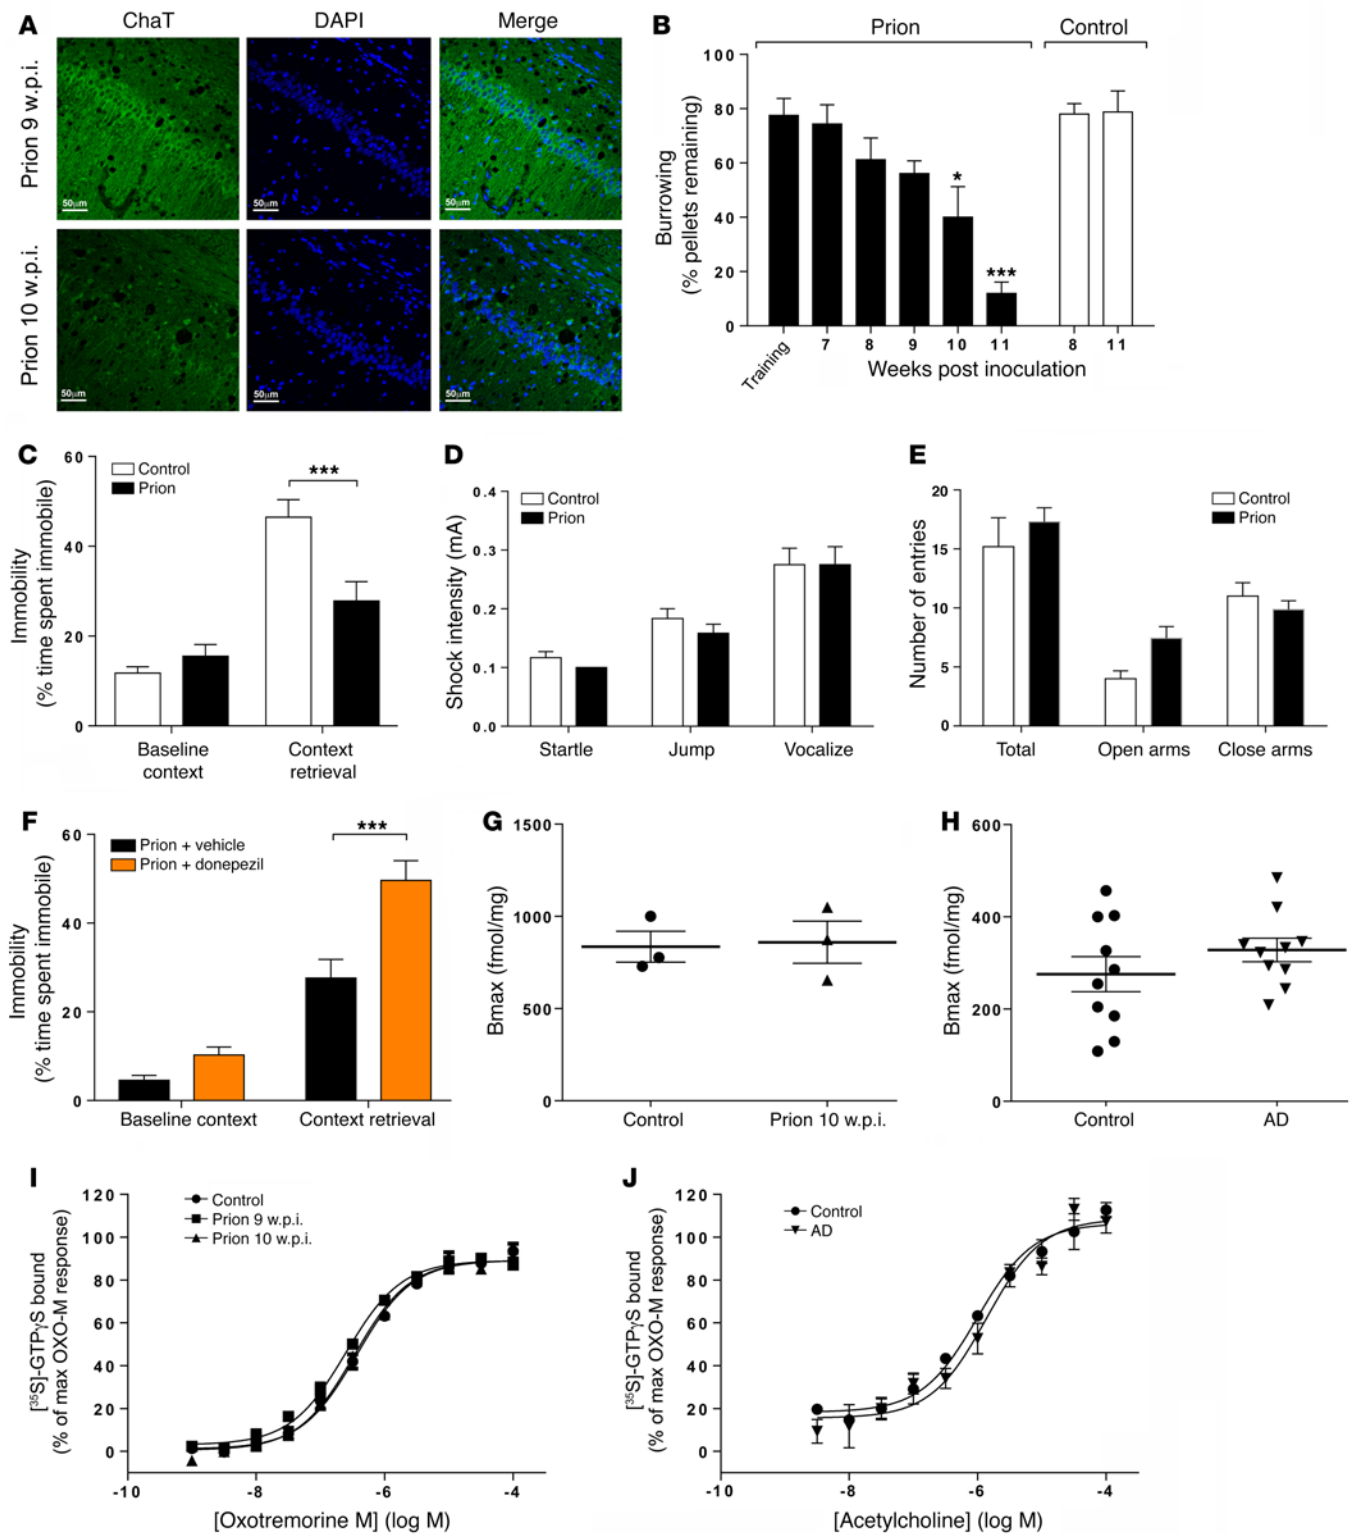 A
ChaT
DAPI
Merge
Prion 9 w.p.i.
50µm
50µm
50µm
Prion 10 w.p.i.
50µm
50µm
50µm
B
Prion
Control
Burrowing
(% pellets remaining)
100
80
60
40
20
0
*
***
Training
7
8
9
10
11
8
11
Weeks post inoculation
C
Immobility
(% time spent immobile)
60
40
20
0
Control
Prion
***
Baseline
context
Context
retrieval
D
Shock intensity (mA)
0.4
0.3
0.2
0.1
0.0
Control
Prion
Startle
Jump
Vocalize
E
Number of entries
20
15
10
5
0
Control
Prion
Total
Open arms
Close arms
F
Immobility
(% time spent immobile)
60
40
20
0
Prion + vehicle
Prion + donepezil
***
Baseline context
Context retrieval
G
Bmax (fmol/mg)
1500
1000
500
0
Control
Prion 10 w.p.i.
H
Bmax (fmol/mg)
600
400
200
0
Control
AD
I
[³⁵S]-GTPγS bound
(% of max OXO-M response)
120
100
80
60
40
20
0
Control
Prion 9 w.p.i.
Prion 10 w.p.i.
-10
-8
-6
-4
[Oxotremorine M] (log M)
J
[³⁵S]-GTPγS bound
(% of max OXO-M response)
120
100
80
60
40
20
0
Control
AD
-10
-8
-6
-4
[Acetylcholine] (log M)